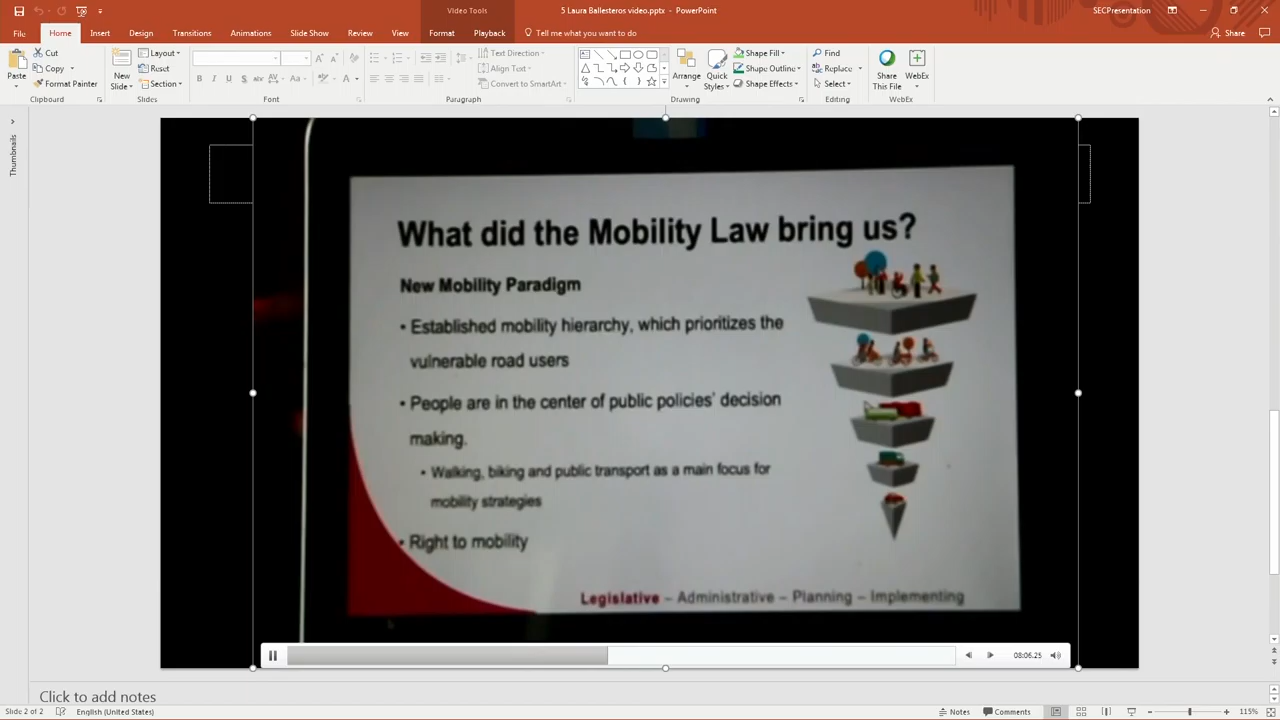 Video Tools
5 Laura Ballesteros video.pptx - PowerPoint
SECPresentation
File
Home
Insert
Design
Transitions
Animations
Slide Show
Review
View
Format
Playback
Tell me what you want to do
Share
Paste
Cut
Copy
Format Painter
Clipboard
New
Slide
Layout
Reset
Section
Slides
B
I
U
S
abc
AV
Aa
A
Font
Text Direction
Align Text
Convert to SmartArt
Paragraph
Arrange
Quick
Styles
Shape Fill
Shape Outline
Shape Effects
Drawing
Find
Replace
Select
Editing
Share
This File
WebEx
WebEx
Thumbnails
What did the Mobility Law bring us?
New Mobility Paradigm
• Established mobility hierarchy, which prioritizes the
vulnerable road users
• People are in the center of public policies' decision
making.
• Walking, biking and public transport as a main focus for
mobility strategies
• Right to mobility
Legislative – Administrative – Planning – Implementing
08:06.25
Click to add notes
Slide 2 of 2
English (United States)
Notes
Comments
115%